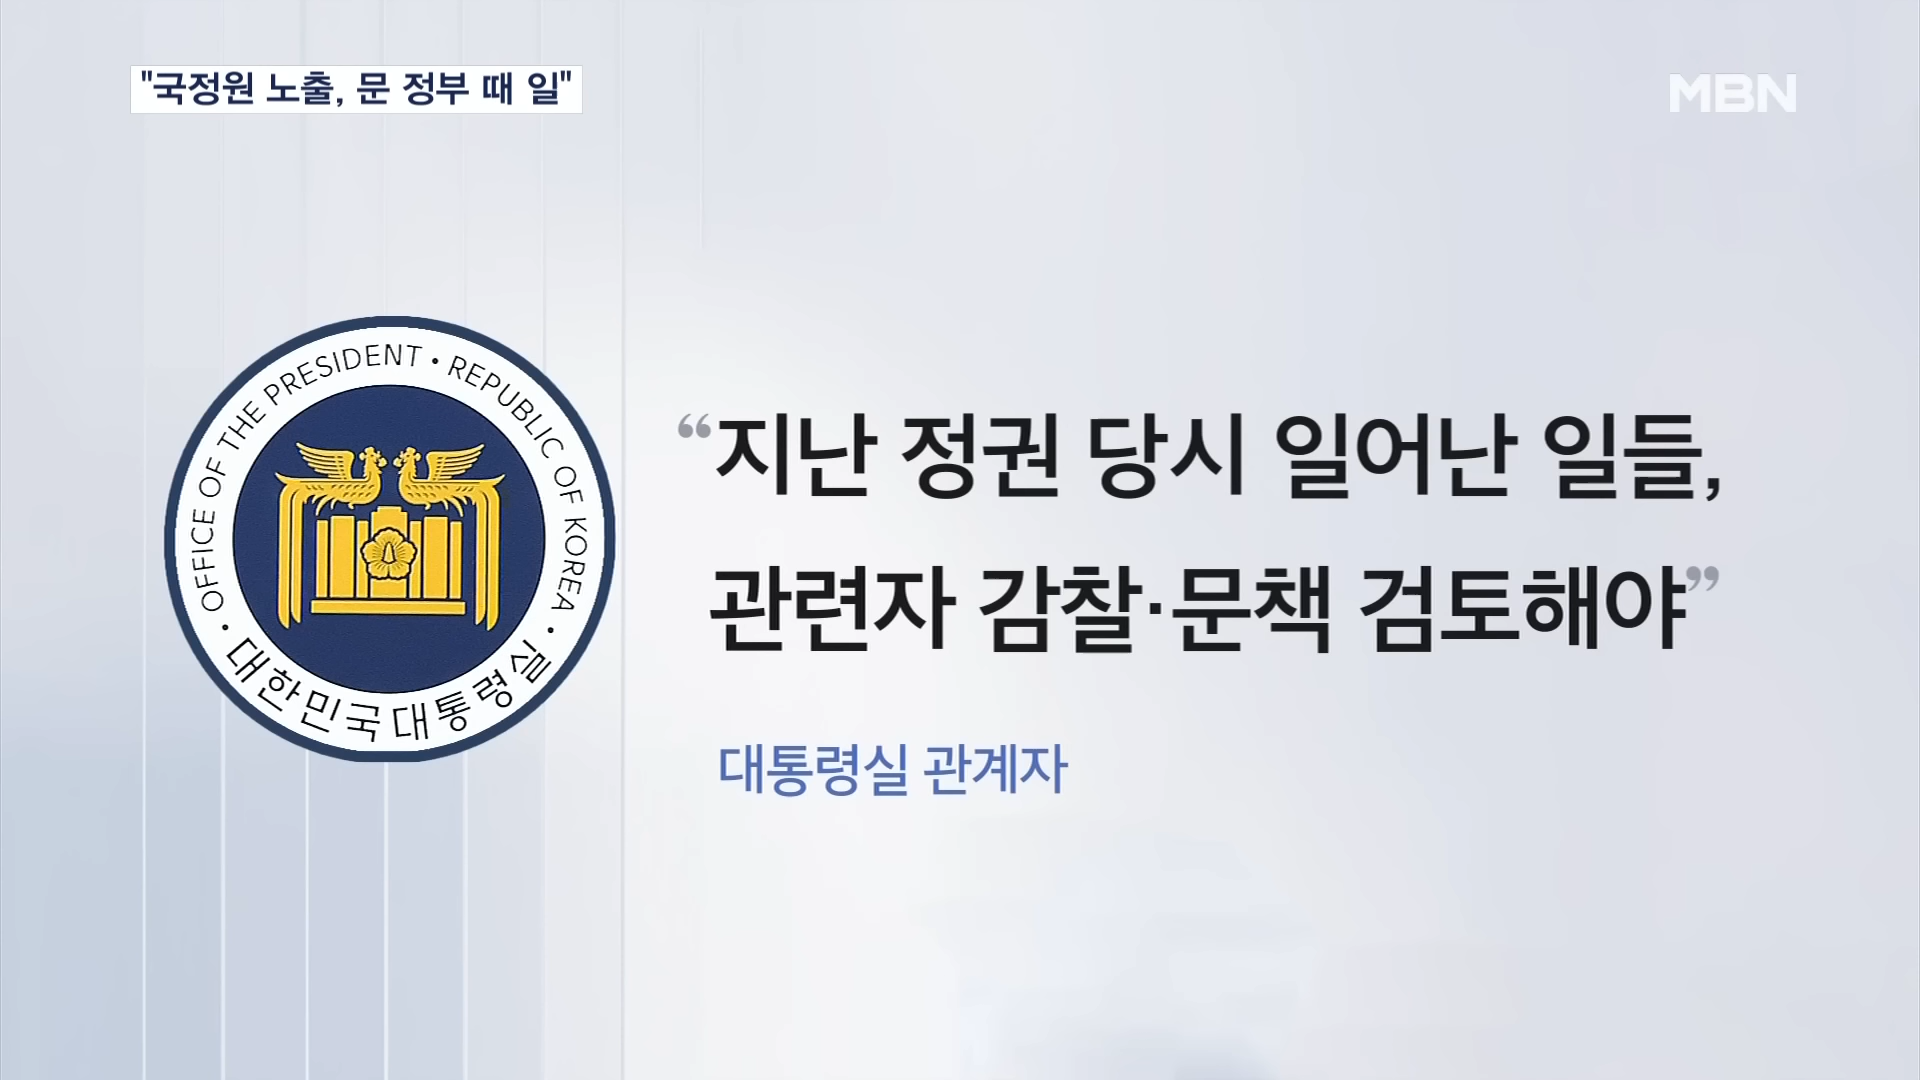 "국정원 노출, 문 정부 때 일"
MBN
OFFICE OF THE PRESIDENT · REPUBLIC OF KOREA
대한민국 대통령실
“지난 정권 당시 일어난 일들,
관련자 감찰·문책 검토해야”
대통령실 관계자